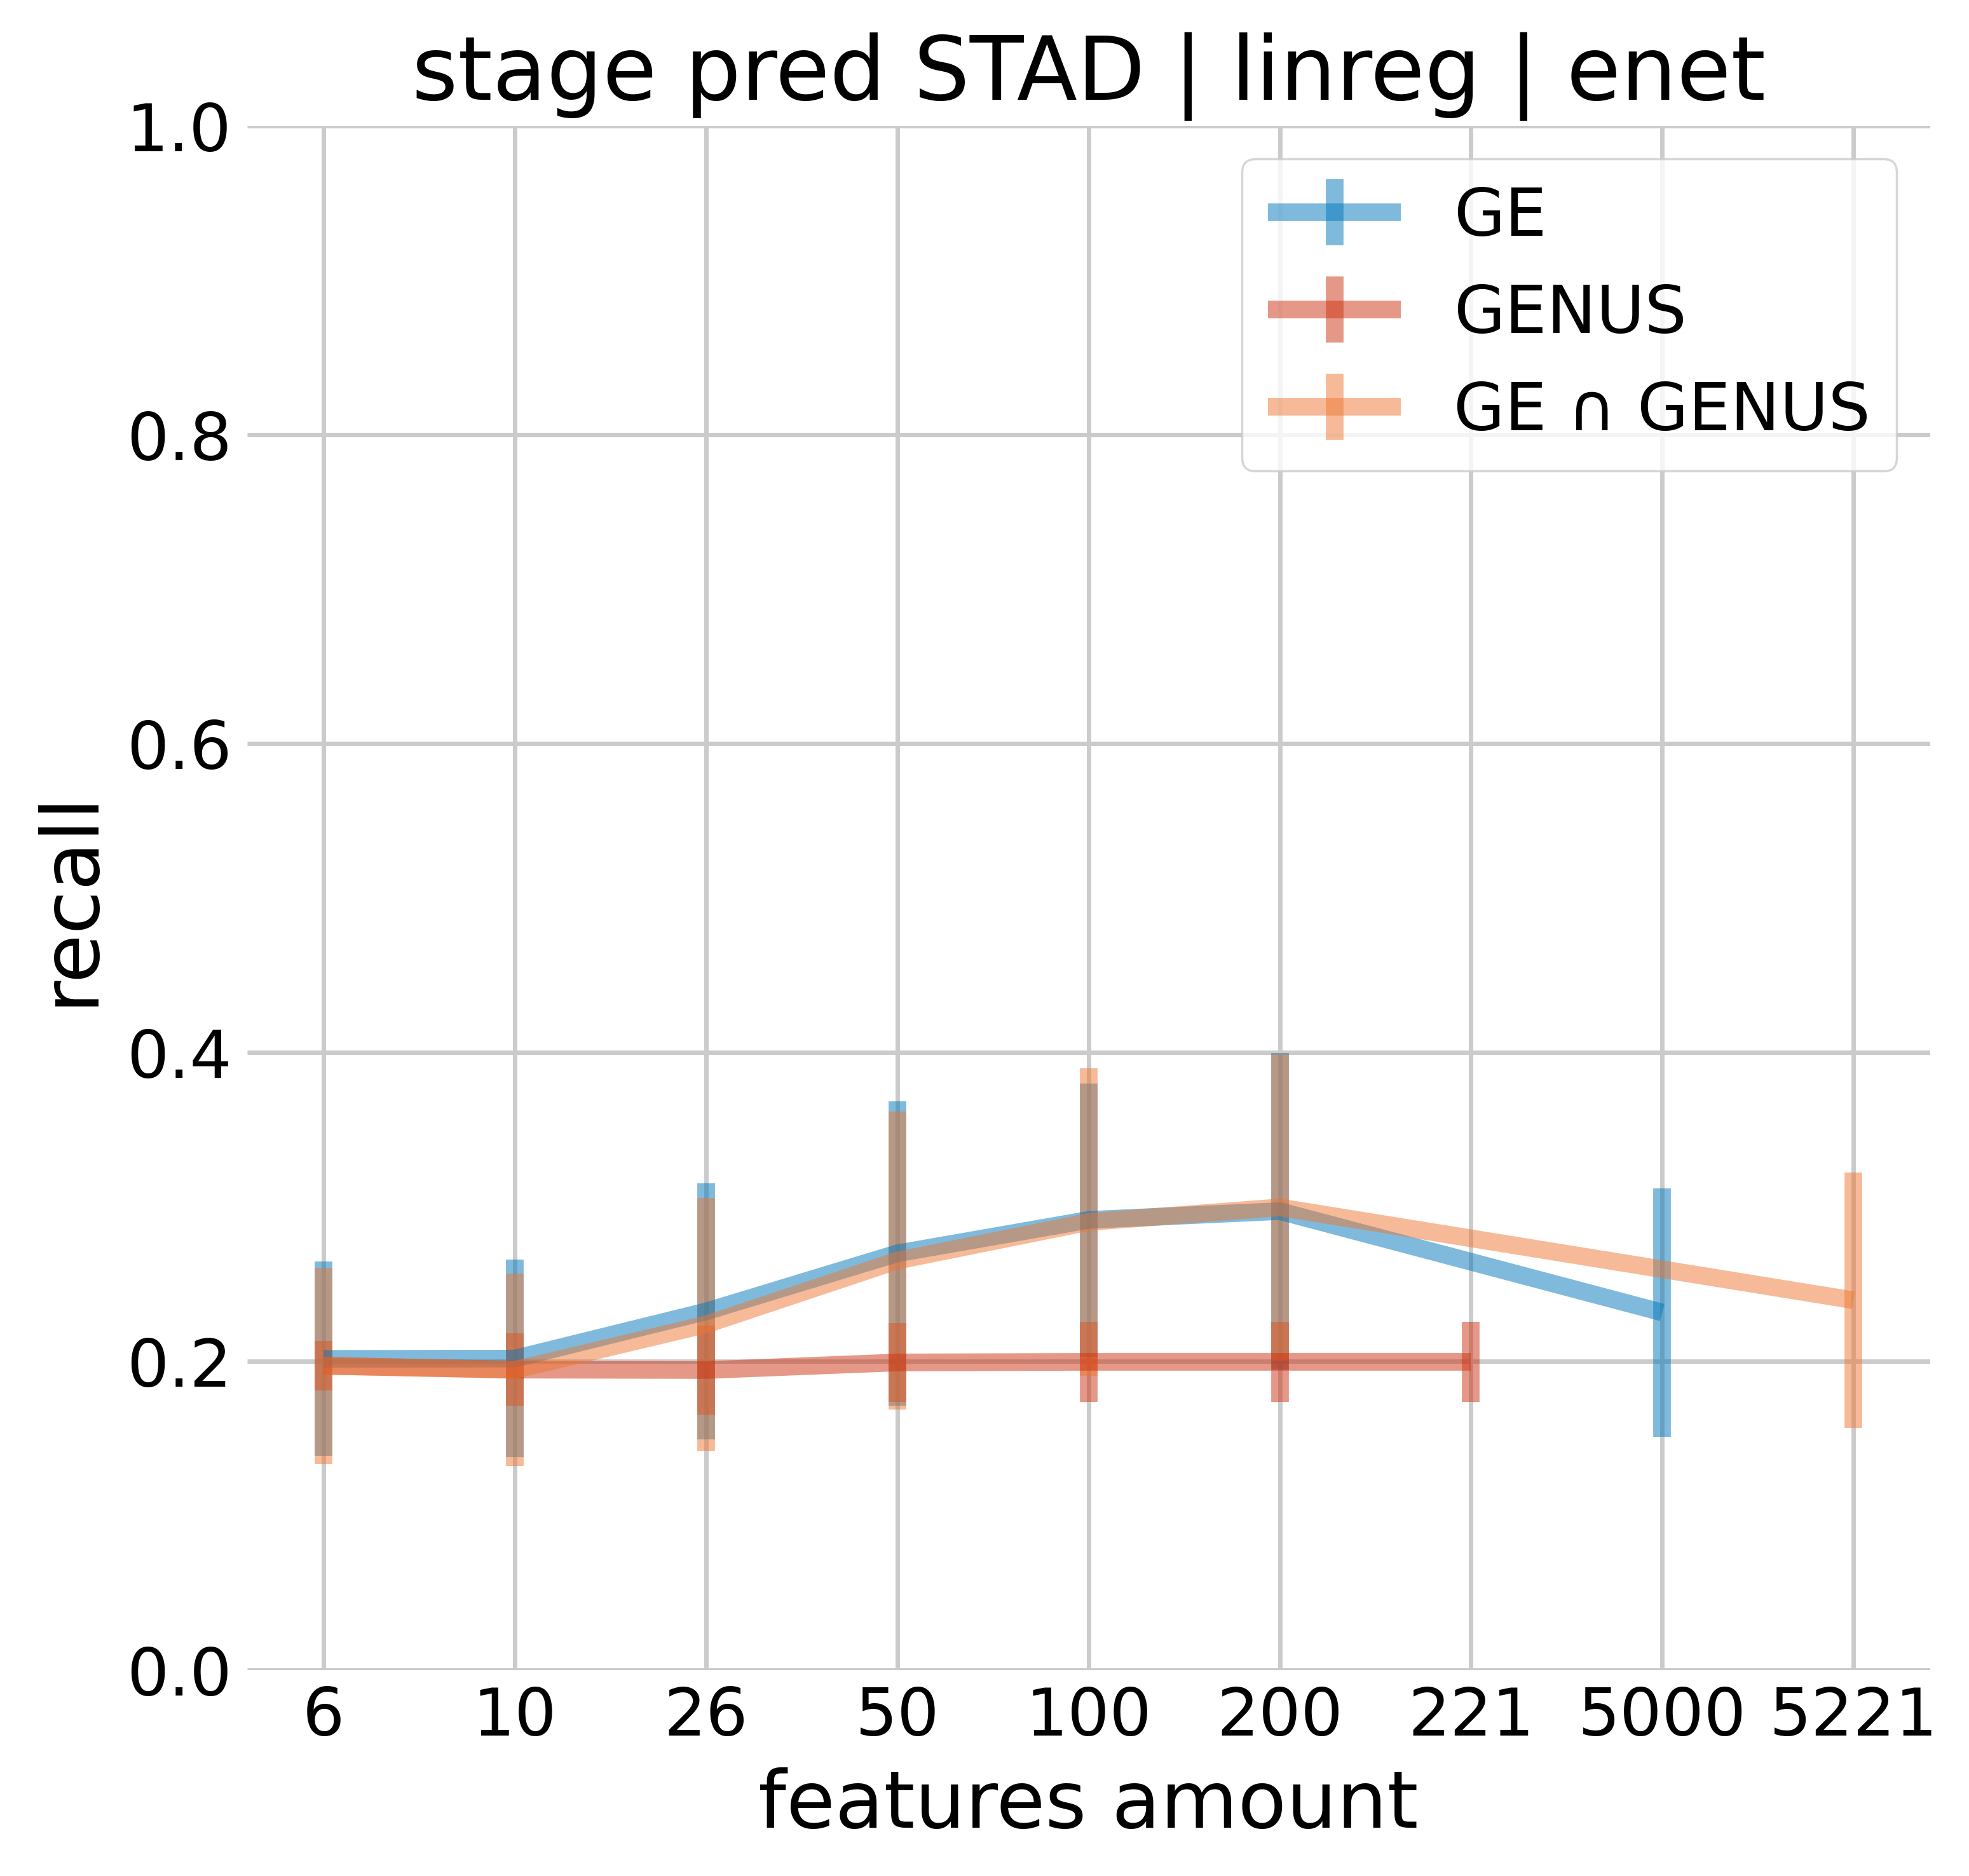 stage pred STAD | linreg | enet
1.0
0.8
0.6
0.4
0.2
0.0
recall
GE
GENUS
GE ∩ GENUS
6 10 26 50 100 200 221 5000 5221
features amount